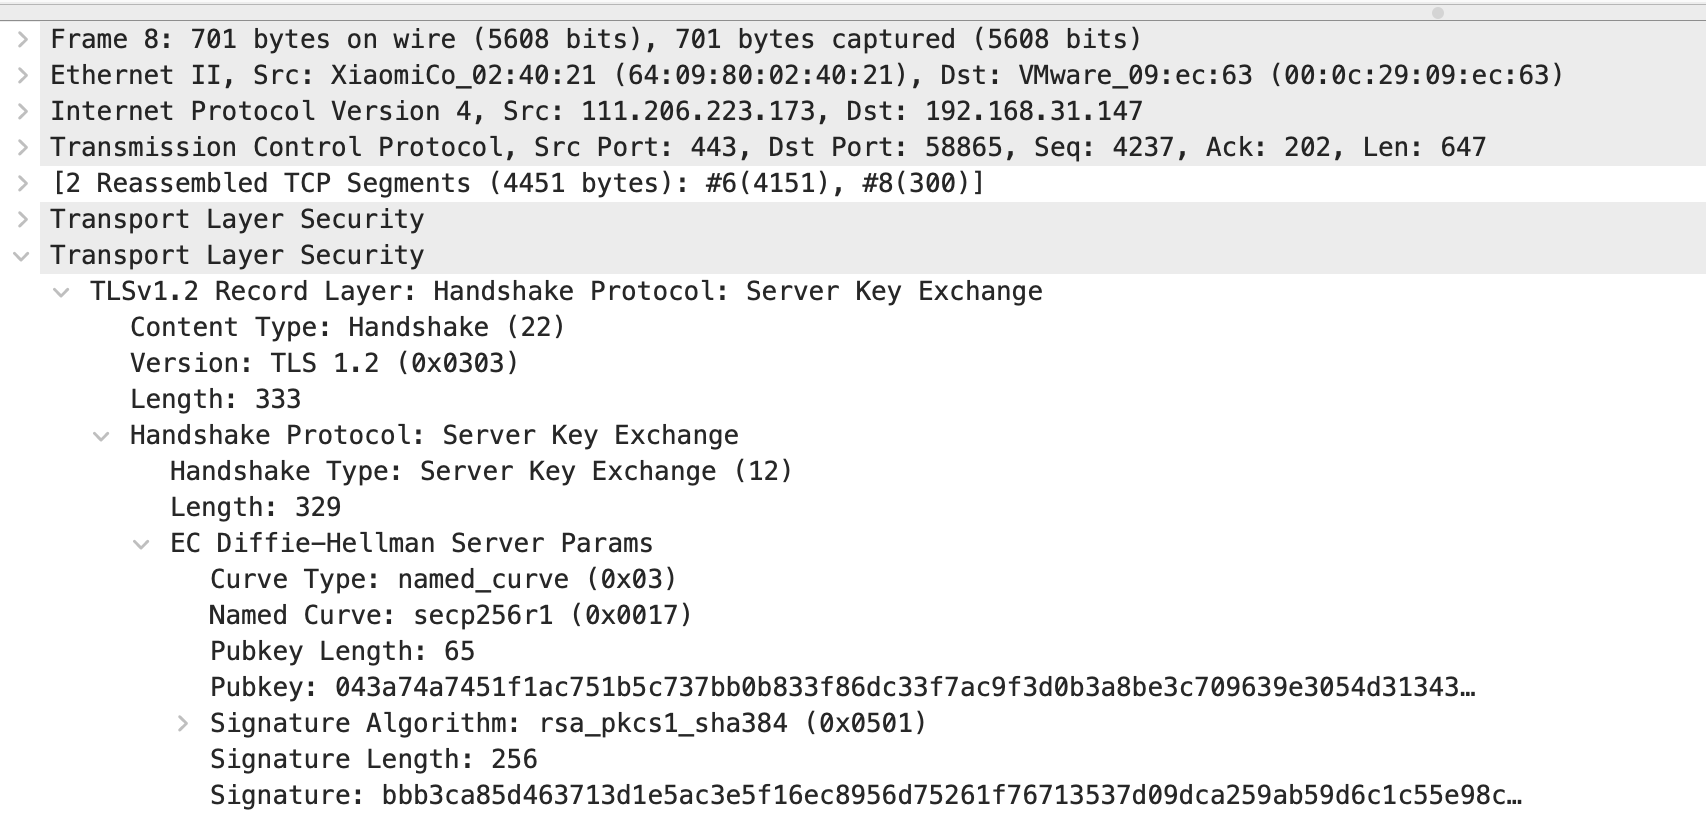 Frame 8: 701 bytes on wire (5608 bits), 701 bytes captured (5608 bits)
Ethernet II, Src: XiaomiCo_02:40:21 (64:09:80:02:40:21), Dst: VMware_09:ec:63 (00:0c:29:09:ec:63)
Internet Protocol Version 4, Src: 111.206.223.173, Dst: 192.168.31.147
Transmission Control Protocol, Src Port: 443, Dst Port: 58865, Seq: 4237, Ack: 202, Len: 647
[2 Reassembled TCP Segments (4451 bytes): #6(4151), #8(300)]
Transport Layer Security
Transport Layer Security
TLSv1.2 Record Layer: Handshake Protocol: Server Key Exchange
Content Type: Handshake (22)
Version: TLS 1.2 (0x0303)
Length: 333
Handshake Protocol: Server Key Exchange
Handshake Type: Server Key Exchange (12)
Length: 329
EC Diffie-Hellman Server Params
Curve Type: named_curve (0x03)
Named Curve: secp256r1 (0x0017)
Pubkey Length: 65
Pubkey: 043a74a7451f1ac751b5c737bb0b833f86dc33f7ac9f3d0b3a8be3c709639e3054d31343…
Signature Algorithm: rsa_pkcs1_sha384 (0x0501)
Signature Length: 256
Signature: bbb3ca85d463713d1e5ac3e5f16ec8956d75261f76713537d09dca259ab59d6c1c55e98c…